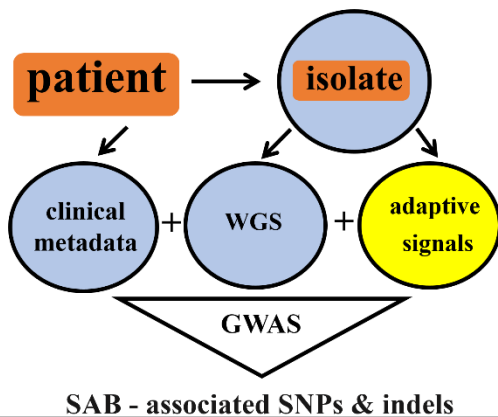 patient
isolate
clinical
metadata
+
WGS
+
adaptive
signals
GWAS
SAB - associated SNPs & indels